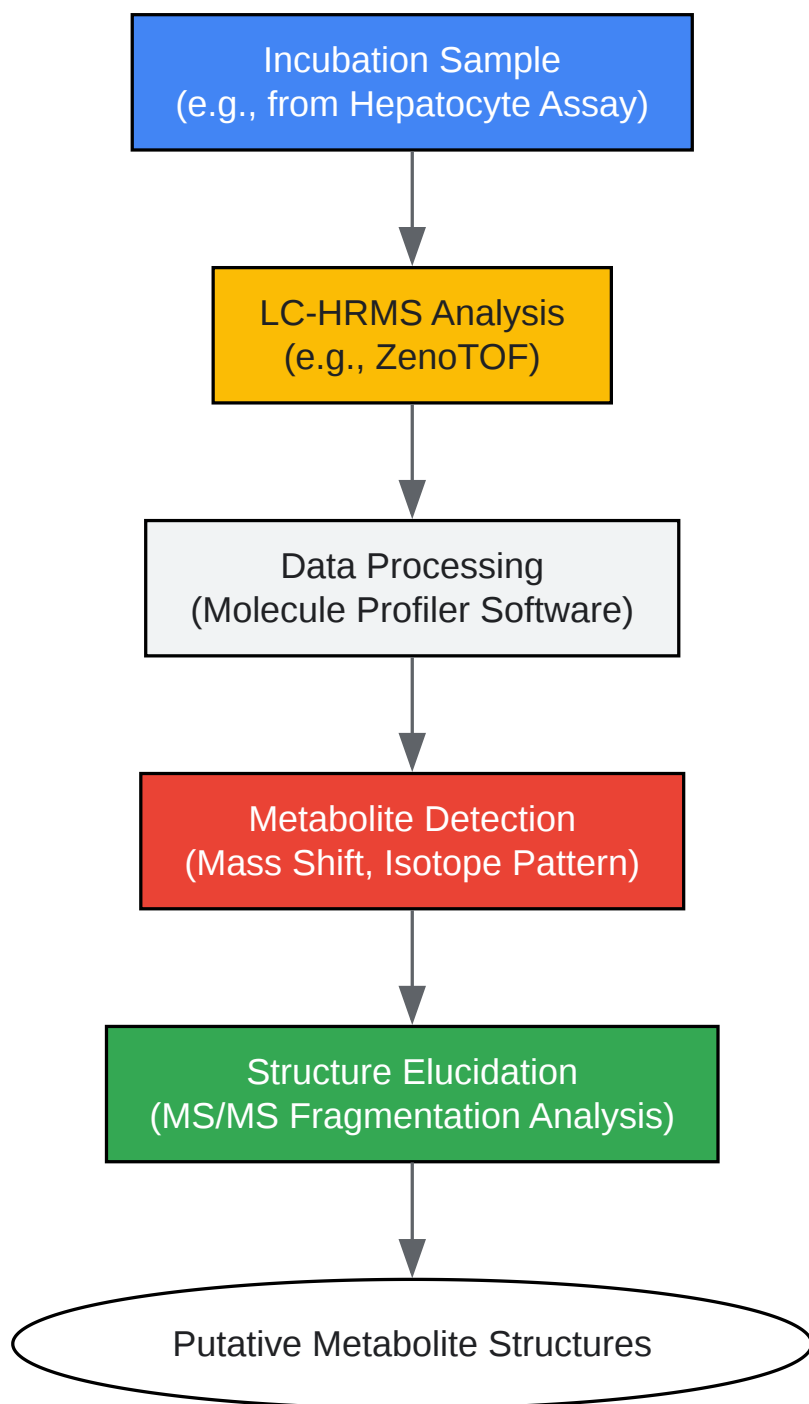 Incubation Sample
(e.g., from Hepatocyte Assay)
LC-HRMS Analysis
(e.g., ZenoTOF)
Data Processing
(Molecule Profiler Software)
Metabolite Detection
(Mass Shift, Isotope Pattern)
Structure Elucidation
(MS/MS Fragmentation Analysis)
Putative Metabolite Structures